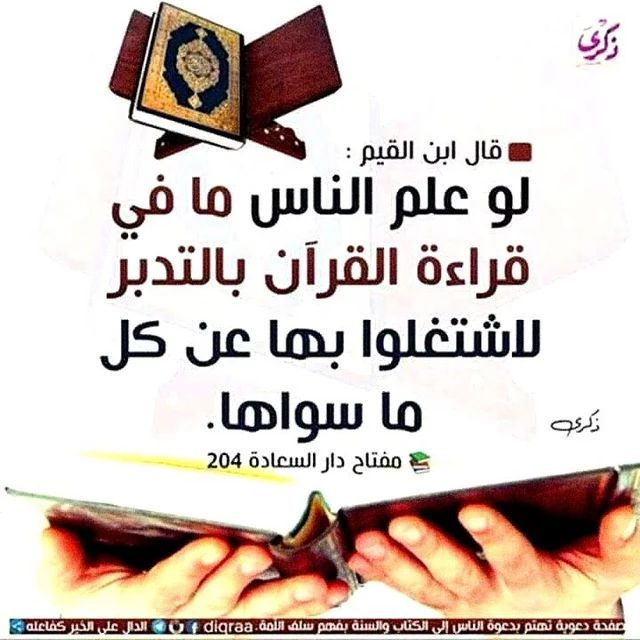 ذكرى
قال ابن القيم :
لو علم الناس ما في
قراءة القرآن بالتدبر
لاشتغلوا بها عن كل
ما سواها.
ذكرى
مفتاح دار السعادة 204
صفحة دعوية تهتم بدعوة الناس إلى الكتاب والسنة بفهم سلف الأمة. diqraa الدال على الخير كفاعله